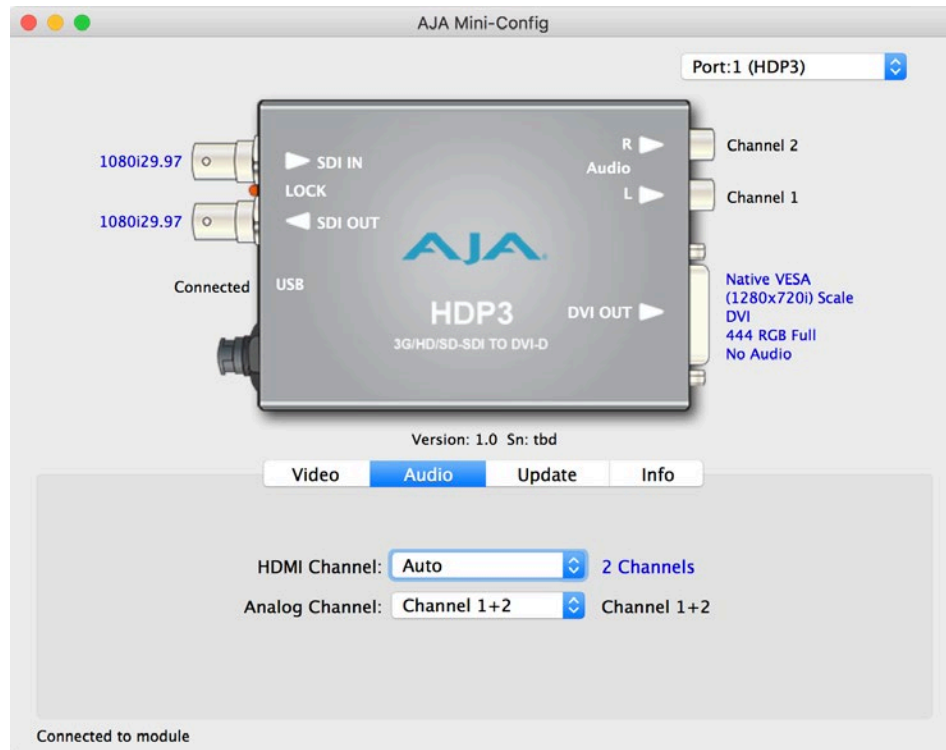 AJA Mini-Config
Port:1 (HDP3)
1080i29.97
SDI IN
R
Channel 2
Audio
LOCK
L
Channel 1
1080i29.97
SDI OUT
AJA
Connected
USB
HDP3
3G/HD/SD-SDI TO DVI-D
DVI OUT
Native VESA
(1280x720i) Scale
DVI
444 RGB Full
No Audio
Version: 1.0 Sn: tbd
Video Audio Update Info
HDMI Channel: Auto 2 Channels
Analog Channel: Channel 1+2 Channel 1+2
Connected to module